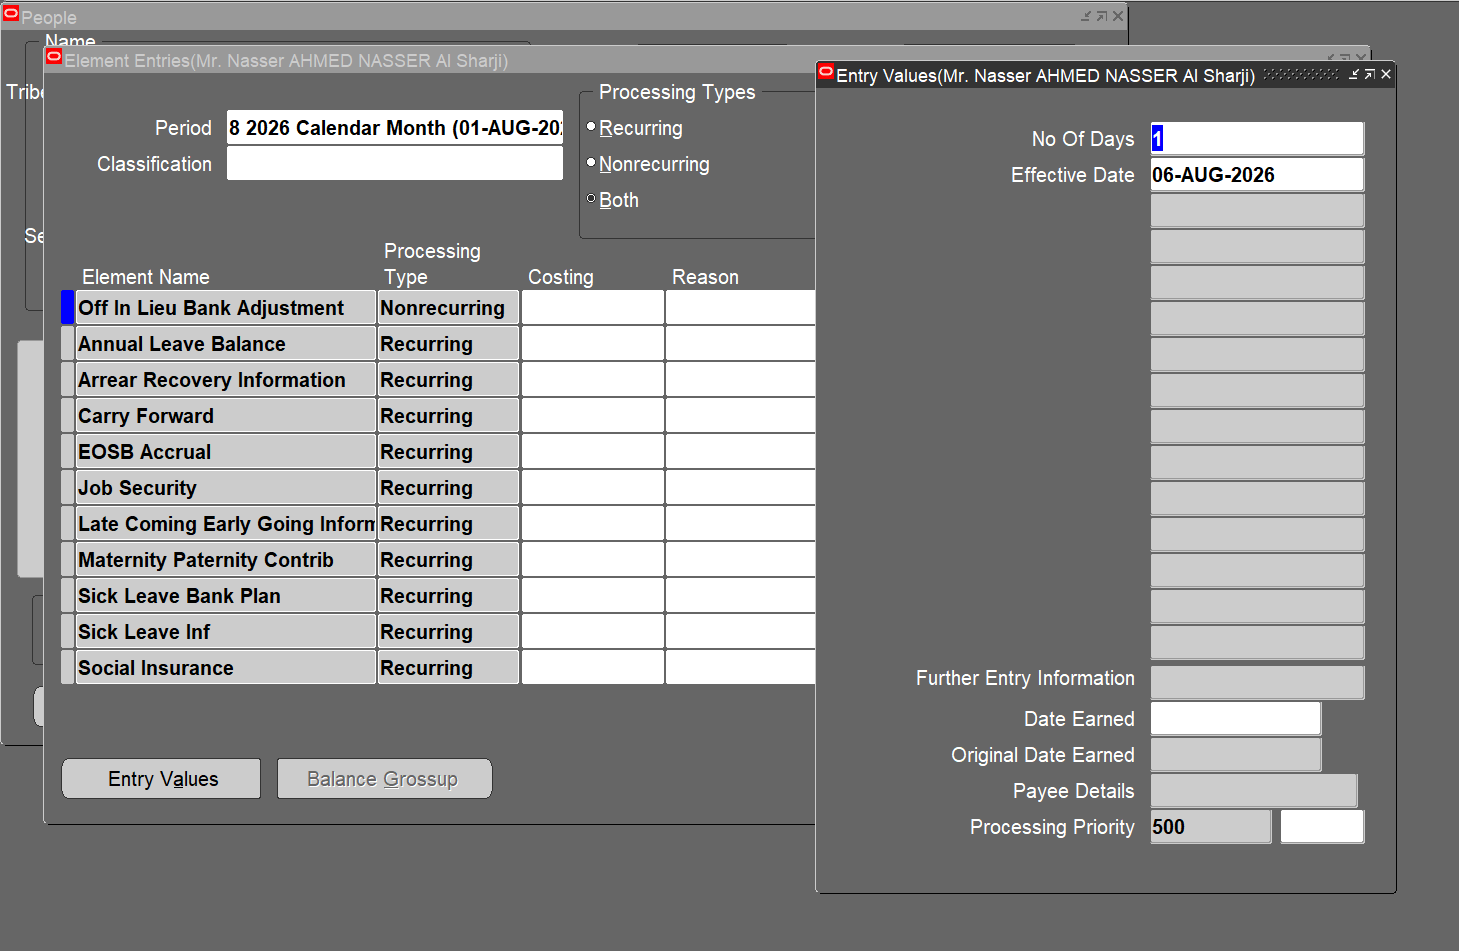 People
Name
Element Entries(Mr. Nasser AHMED NASSER Al Sharji)
Entry Values(Mr. Nasser AHMED NASSER Al Sharji)
Tribe
Processing Types
Period 8 2026 Calendar Month (01-AUG-20
Recurring
Classification
Nonrecurring
Both
Se
Processing
Element Name Type Costing Reason
Off In Lieu Bank Adjustment Nonrecurring
Annual Leave Balance Recurring
Arrear Recovery Information Recurring
Carry Forward Recurring
EOSB Accrual Recurring
Job Security Recurring
Late Coming Early Going Inform Recurring
Maternity Paternity Contrib Recurring
Sick Leave Bank Plan Recurring
Sick Leave Inf Recurring
Social Insurance Recurring
Entry Values Balance Grossup
No Of Days 1
Effective Date 06-AUG-2026
Further Entry Information
Date Earned
Original Date Earned
Payee Details
Processing Priority 500